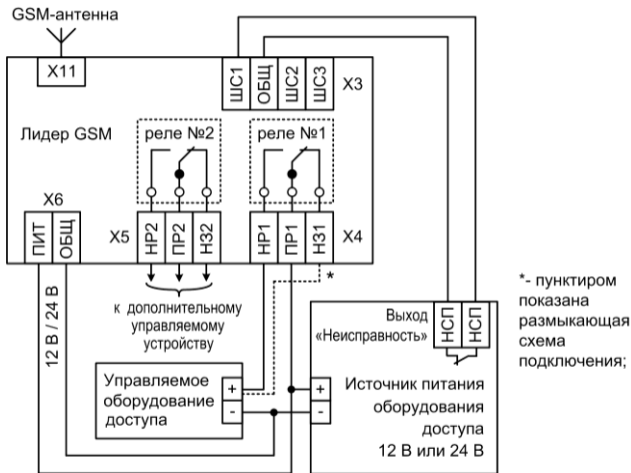 GSM-антенна
X11
ШС1
ОБЩ
ШС2
ШС3
X3
Лидер GSM
реле №2
реле №1
X6
ПИТ
ОБЩ
X5
НР2
ПР2
НЗ2
НР1
ПР1
НЗ1
X4
*
12 В / 24 В
к дополнительному
управляемому
устройству
Выход
«Неисправность»
НСП
НСП
*- пунктиром
показана
размыкающая
схема
подключения;
Управляемое
оборудование
доступа
+
-
+
-
Источник питания
оборудования
доступа
12 В или 24 В